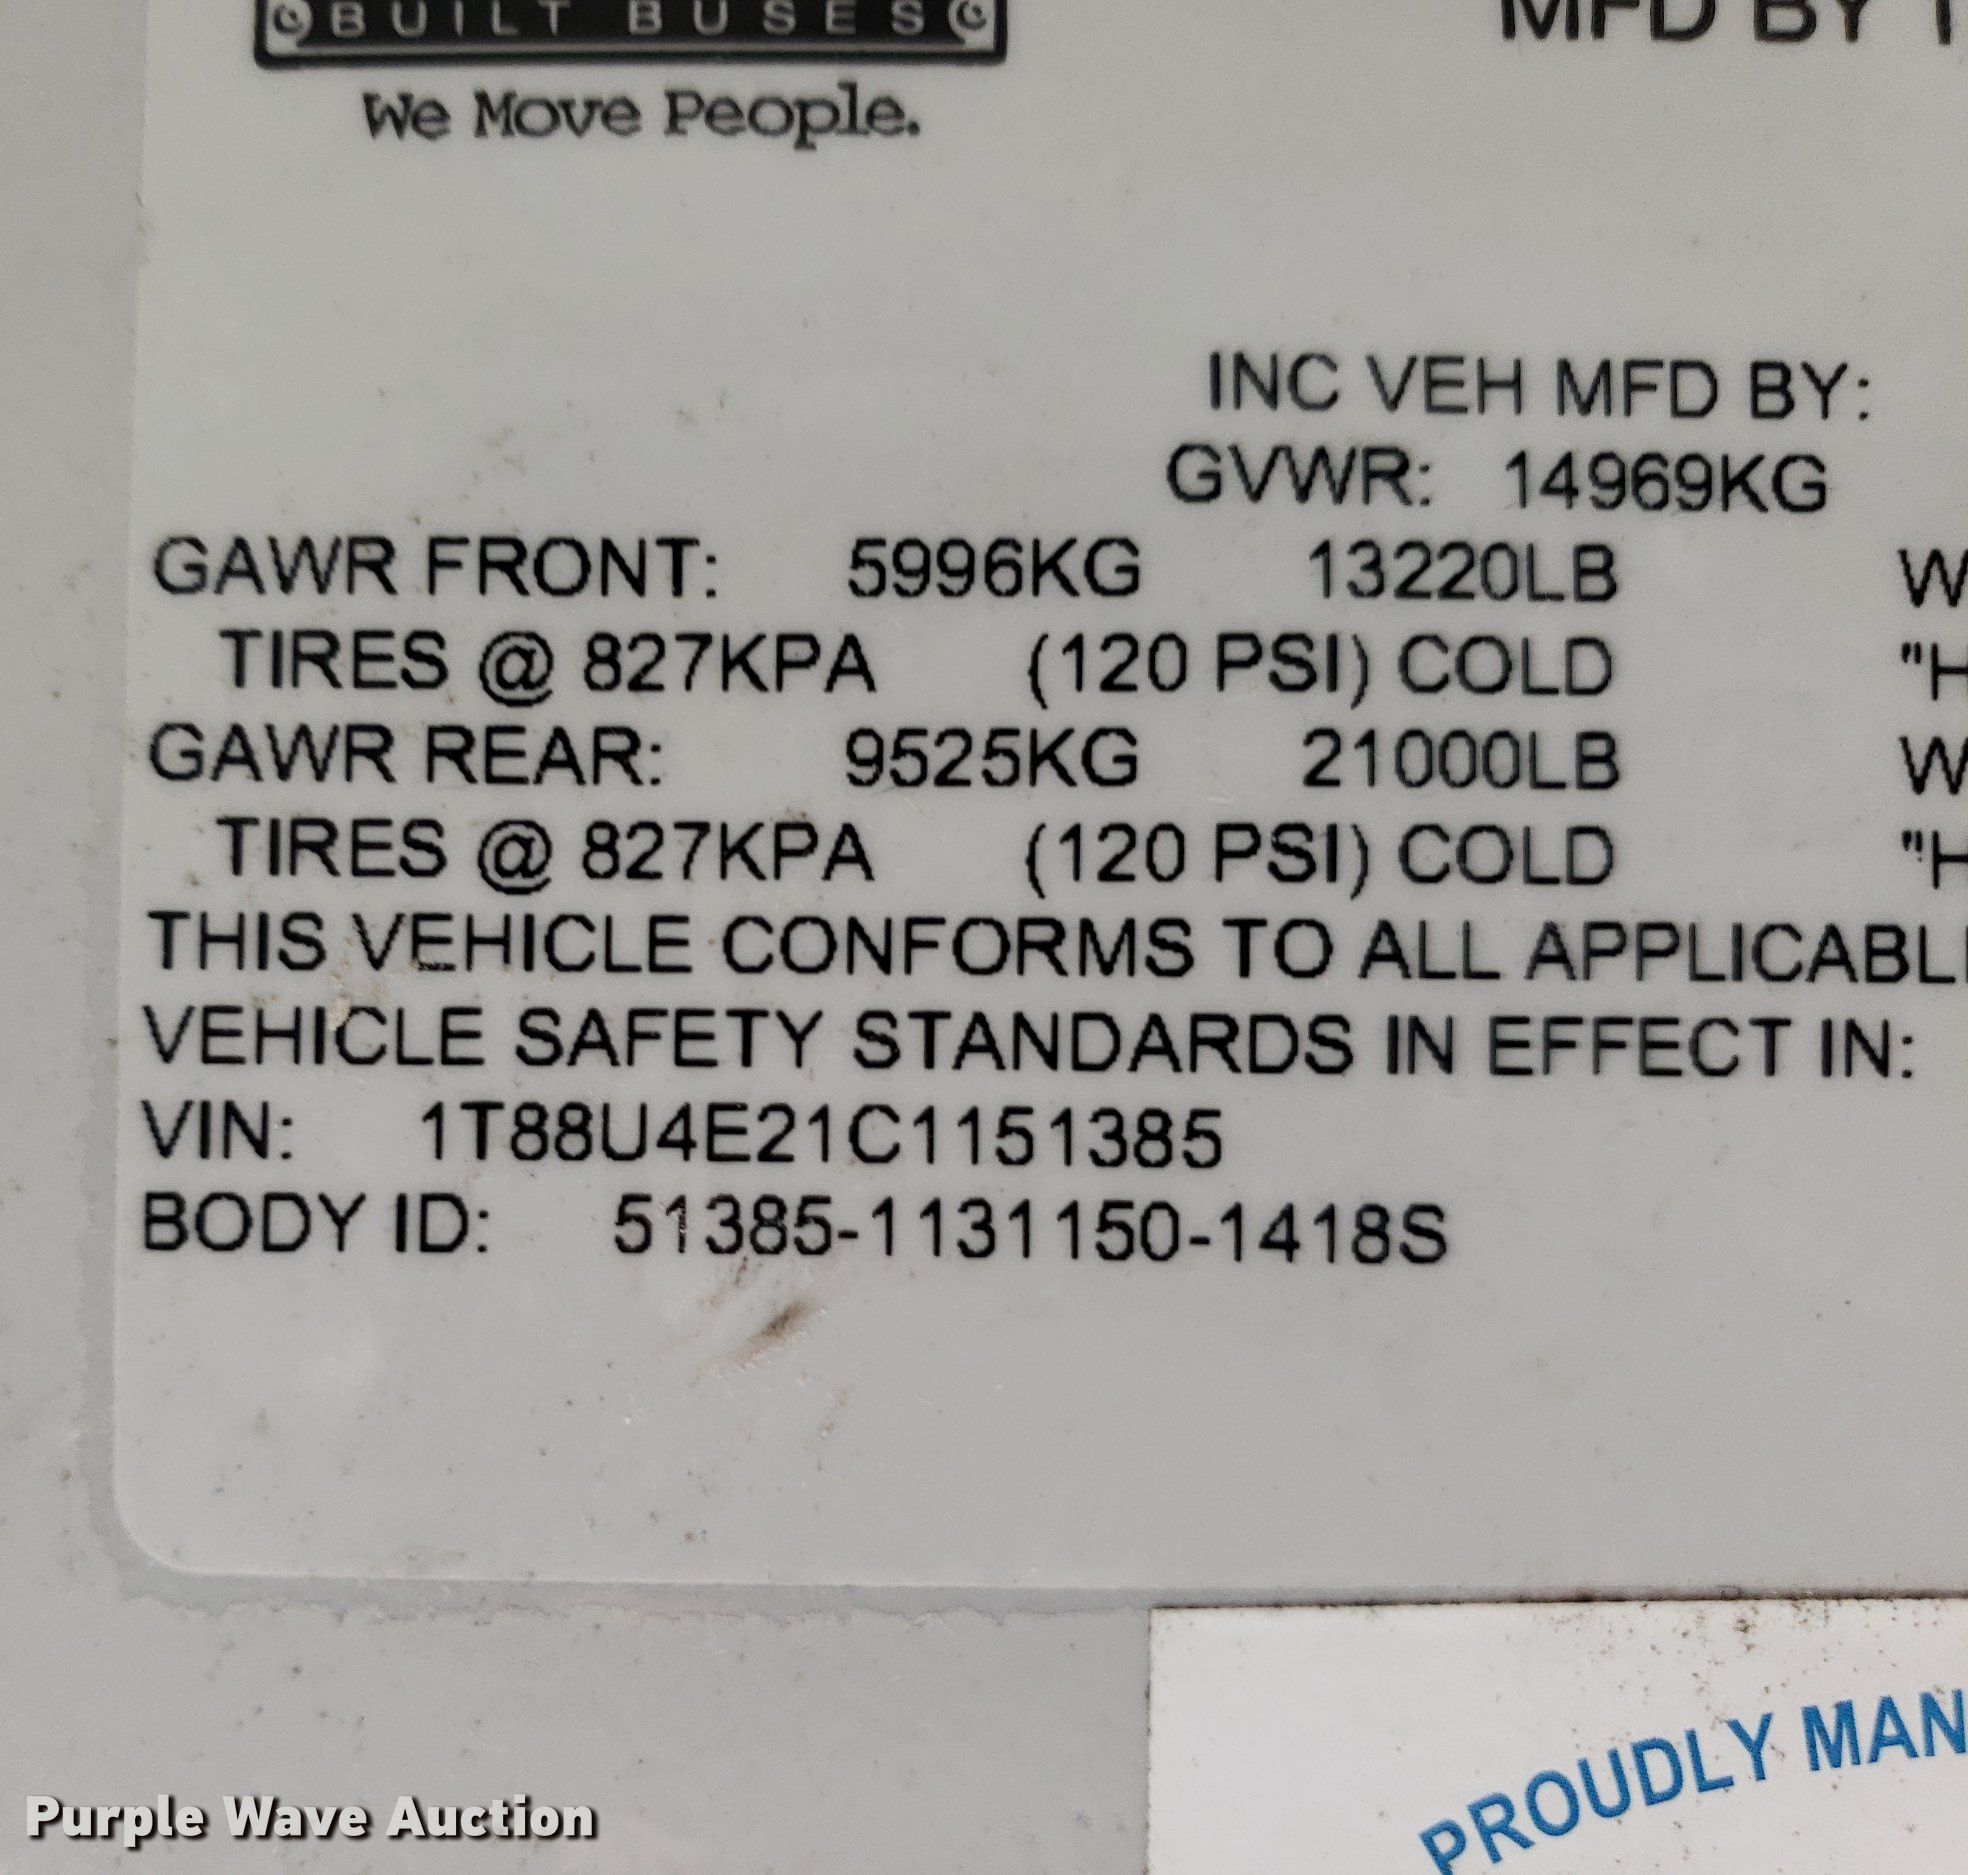 BUILT BUSES
MFD BY
We Move People.
INC VEH MFD BY:
GVWR: 14969KG
GAWR FRONT: 5996KG 13220LB W
TIRES @ 827KPA (120 PSI) COLD "H
GAWR REAR: 9525KG 21000LB W
TIRES @ 827KPA (120 PSI) COLD "H
THIS VEHICLE CONFORMS TO ALL APPLICABL
VEHICLE SAFETY STANDARDS IN EFFECT IN:
VIN: 1T88U4E21C1151385
BODY ID: 51385-1131150-1418S
PROUDLY MAN
Purple Wave Auction